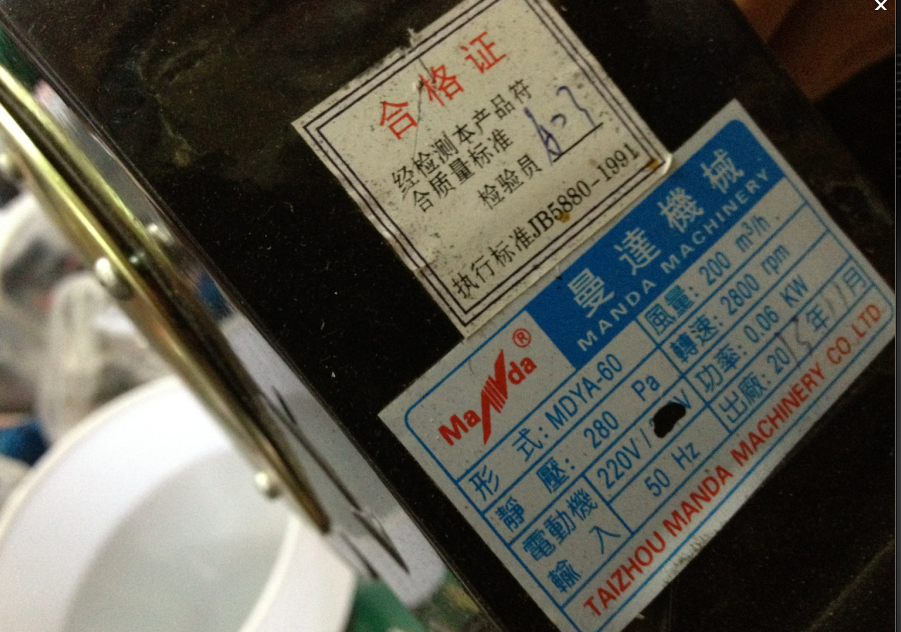 合格证
经检测本产品符
合质量标准
检验员
执行标准JB5880-1991
Manda®
曼達機械
MANDA MACHINERY
形式: MDYA-60
風量: 200 m³/h
靜壓: 280 Pa
轉速: 2800 rpm
電動機輸入
220V/
50 Hz
功率: 0.06 KW
出廠: 201 年11月
TAIZHOU MANDA MACHINERY CO.,LTD